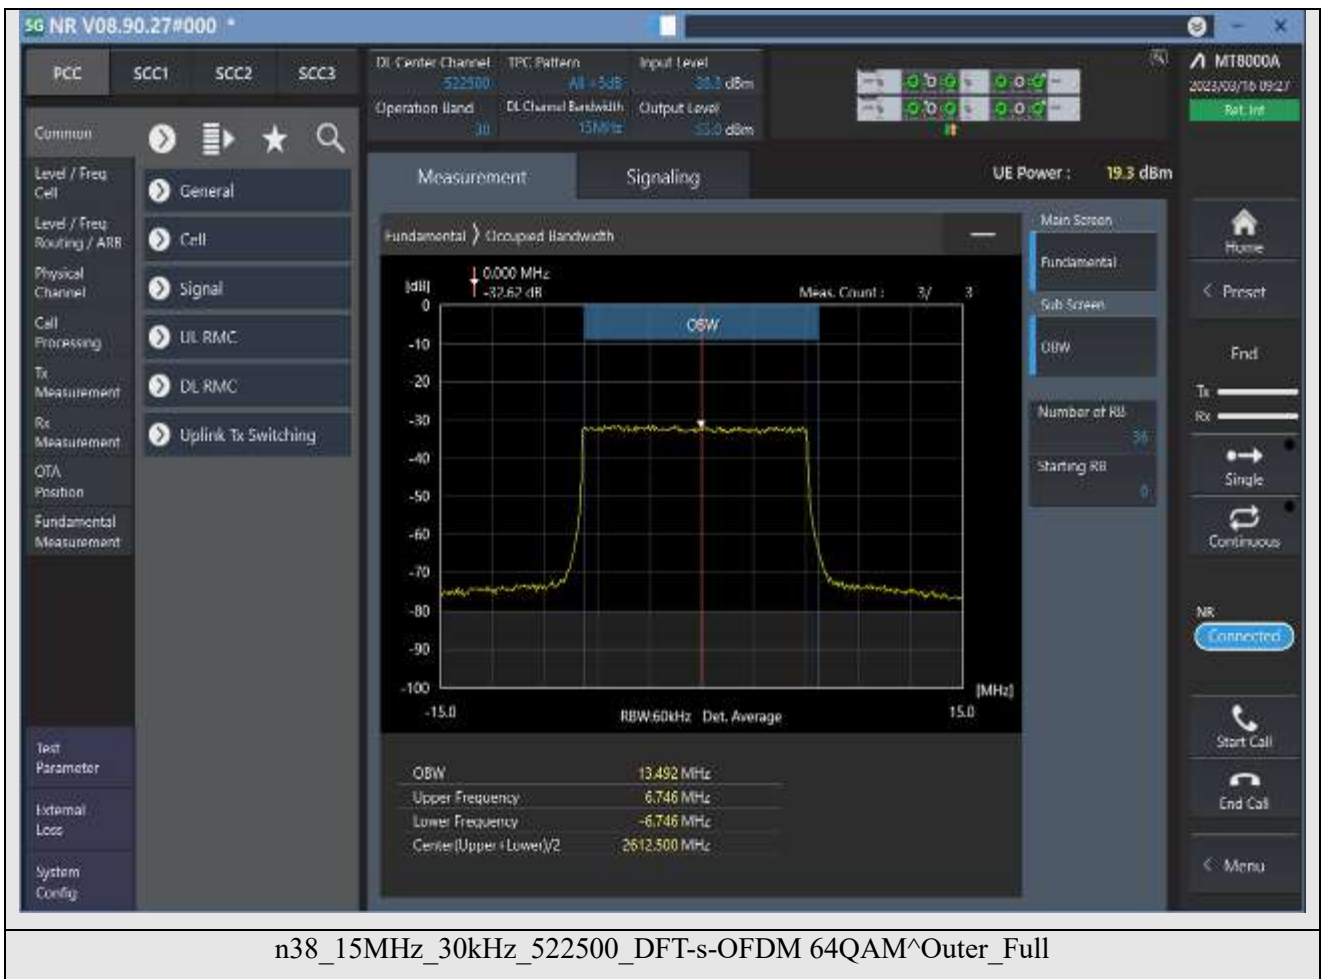 5G NR V08.90.27#000 *
PCC SCC1 SCC2 SCC3
DL Center Channel TPC Pattern Input Level
522500 All +3dB dBm
Operation Band DL Channel Bandwidth Output Level
15MHz dBm
MT8000A
2023/03/16 09:27
Ref. Int
Common
Level / Freq
Cell
Level / Freq
Routing / ARB
Physical
Channel
Call
Processing
Tx
Measurement
Rx
Measurement
OTA
Position
Fundamental
Measurement
Test
Parameter
External
Loss
System
Config
General
Cell
Signal
UL RMC
DL RMC
Uplink Tx Switching
Measurement Signaling UE Power : 19.3 dBm
Fundamental Occupied Bandwidth
[dB] 0.000 MHz
-32.62 dB Meas. Count : 3/ 3
OBW
0
-10
-20
-30
-40
-50
-60
-70
-80
-90
-100
[MHz]
-15.0 RBW:60kHz Det. Average 15.0
OBW 13.492 MHz
Upper Frequency 6.746 MHz
Lower Frequency -6.746 MHz
Center(Upper+Lower)/2 2612.500 MHz
Main Screen
Fundamental
Sub Screen
OBW
Number of RB
36
Starting RB
0
Home
< Preset
End
Tx
Rx
Single
Continuous
NR
Connected
Start Call
End Call
< Menu
n38_15MHz_30kHz_522500_DFT-s-OFDM 64QAM^Outer_Full